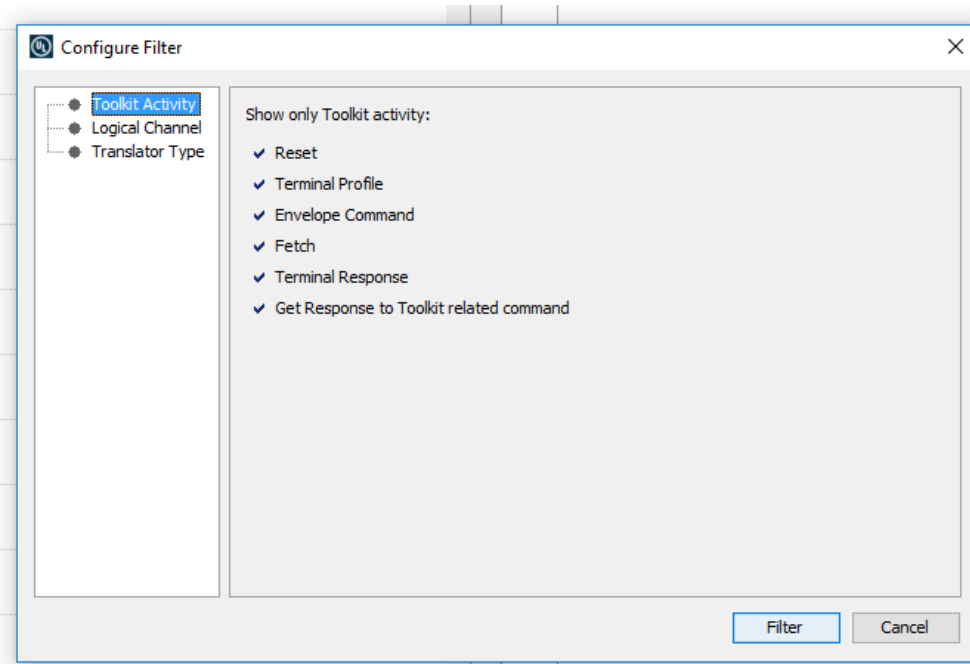 UL
Configure Filter
Toolkit Activity
Logical Channel
Translator Type
Show only Toolkit activity:
Reset
Terminal Profile
Envelope Command
Fetch
Terminal Response
Get Response to Toolkit related command
Filter
Cancel